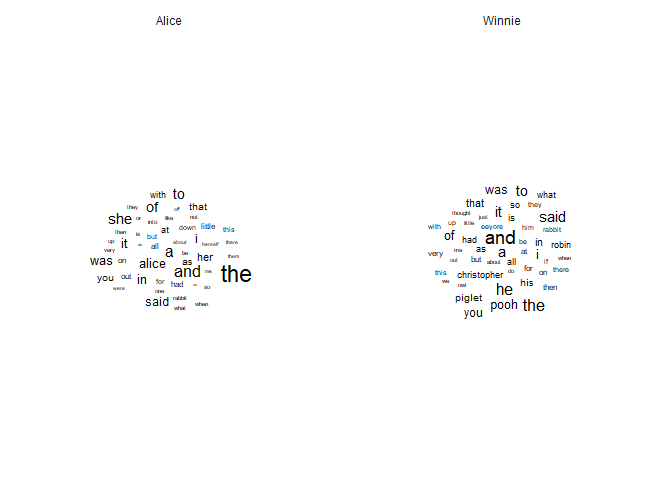 Alice
with to
they of off that
she or into like not
at down little this
then is but
up it all about i herself there
very be
a her them
was on alice as
and me the
you out in for had so
were one
said rabbit
what when
Winnie
was to what
that so they
thought just it is said
with up little eeyore him rabbit
of had and be in robin
very as a at i
out but about all if when
this christopher do for on there
we owl he his then
piglet
pooh the
you